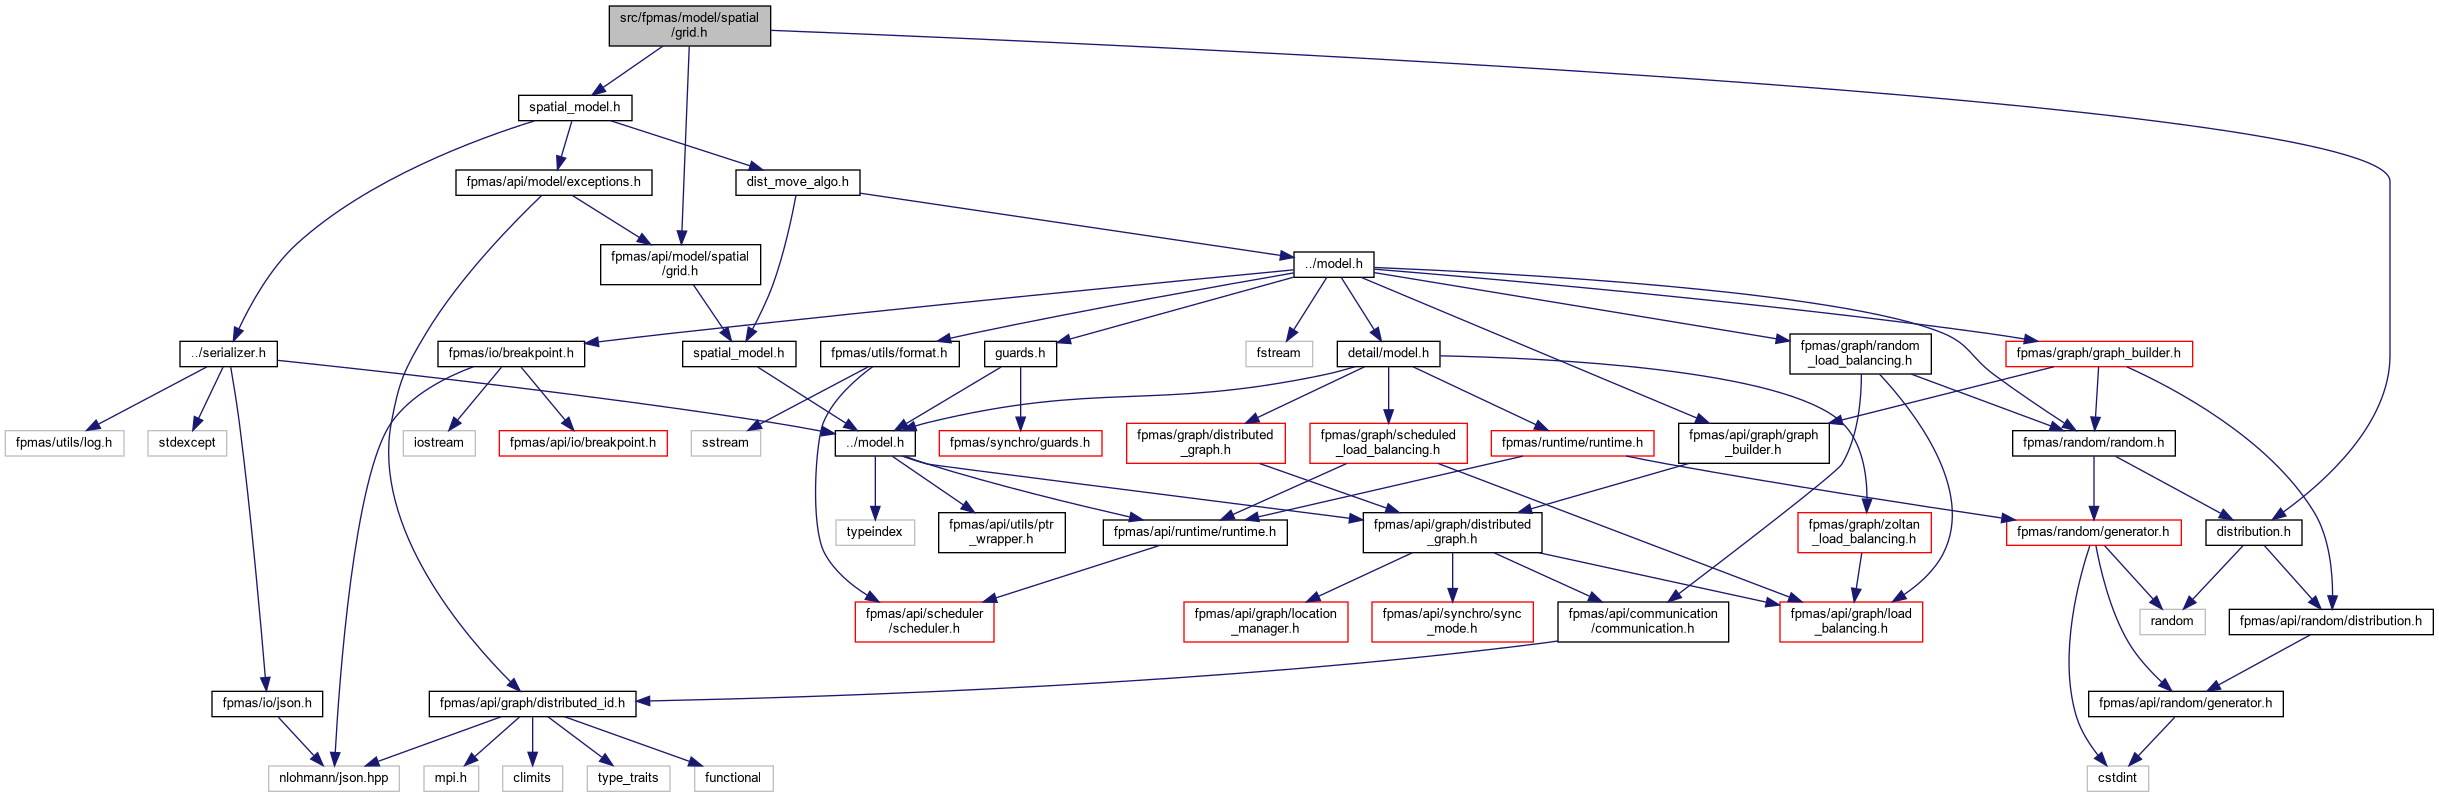 src/fpmas/model/spatial
/grid.h
spatial_model.h
fpmas/api/model/exceptions.h
dist_move_algo.h
fpmas/api/model/spatial
/grid.h
../model.h
../serializer.h
fpmas/io/breakpoint.h
spatial_model.h
fpmas/utils/format.h
guards.h
fstream
detail/model.h
fpmas/graph/random
_load_balancing.h
fpmas/graph/graph_builder.h
fpmas/utils/log.h
stdexcept
iostream
fpmas/api/io/breakpoint.h
sstream
../model.h
fpmas/synchro/guards.h
fpmas/graph/distributed
_graph.h
fpmas/graph/scheduled
_load_balancing.h
fpmas/runtime/runtime.h
fpmas/api/graph/graph
_builder.h
fpmas/random/random.h
typeindex
fpmas/api/utils/ptr
_wrapper.h
fpmas/api/runtime/runtime.h
fpmas/api/graph/distributed
_graph.h
fpmas/graph/zoltan
_load_balancing.h
fpmas/random/generator.h
distribution.h
fpmas/api/scheduler
/scheduler.h
fpmas/api/graph/location
_manager.h
fpmas/api/synchro/sync
_mode.h
fpmas/api/communication
/communication.h
fpmas/api/graph/load
_balancing.h
random
fpmas/api/random/distribution.h
fpmas/io/json.h
fpmas/api/graph/distributed_id.h
fpmas/api/random/generator.h
nlohmann/json.hpp
mpi.h
climits
type_traits
functional
cstdint